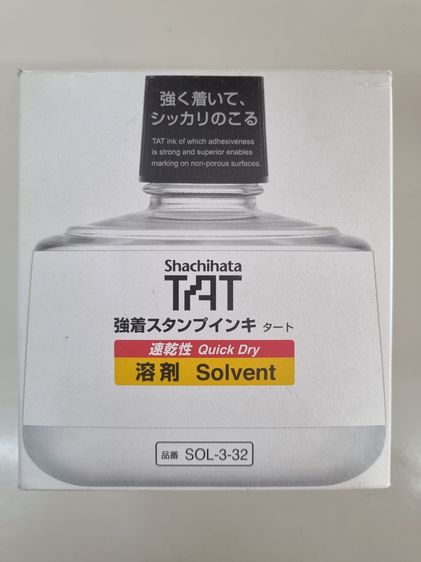 強く着いて、
シッカリのこる
TAT ink of which adhesiveness
is strong and superior enables
marking on non-porous surfaces.
Shachihata
TAT
強着スタンプインキ タート
速乾性 Quick Dry
溶剤 Solvent
品番 SOL-3-32